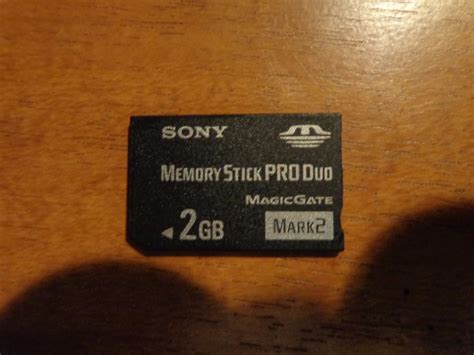 SONY
MEMORY STICK PRO DUO
MAGICGATE
2GB MARK2